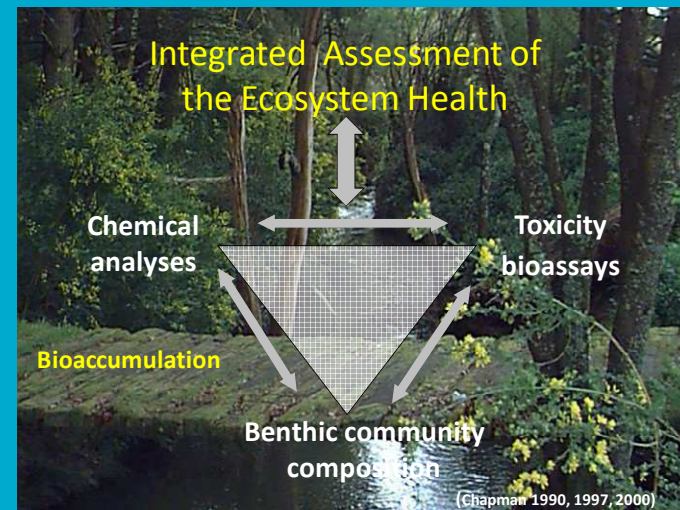 Integrated Assessment of
the Ecosystem Health
Chemical
analyses
Toxicity
bioassays
Bioaccumulation
Benthic community
composition
(Chapman 1990, 1997, 2000)